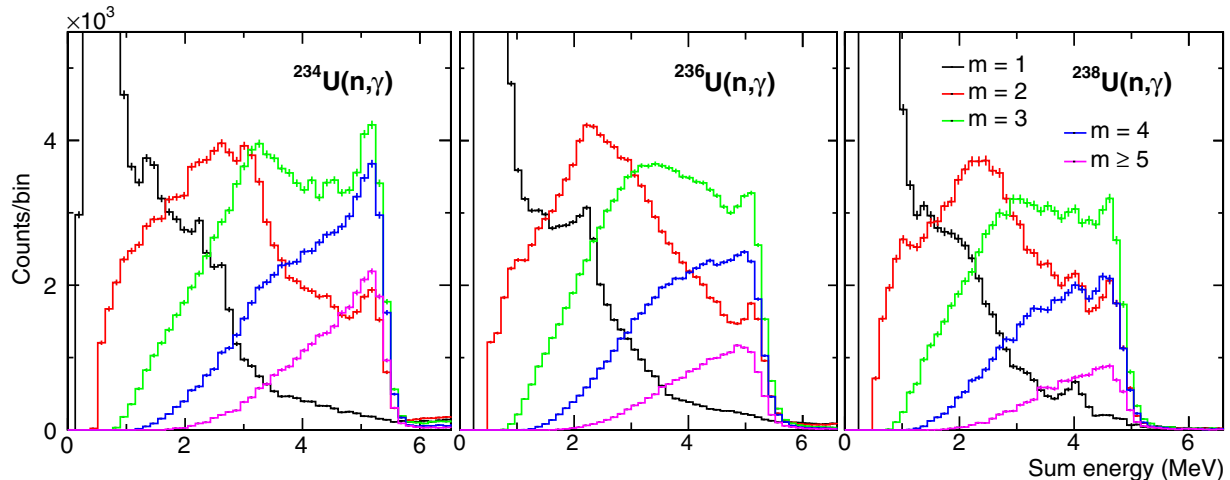 ×10³
²³⁴U(n,γ)
²³⁶U(n,γ)
²³⁸U(n,γ)
m = 1
m = 2
m = 3
m = 4
m ≥ 5
Counts/bin
4
2
0
0 2 4 6
0 2 4 6
0 2 4 6
Sum energy (MeV)